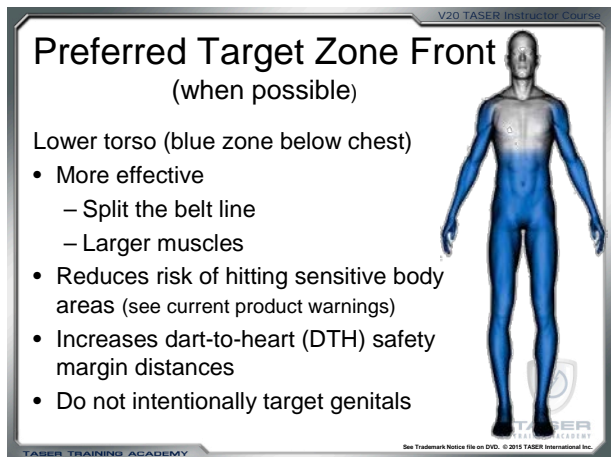 V20 TASER Instructor Course
Preferred Target Zone Front
(when possible)
Lower torso (blue zone below chest)
• More effective
– Split the belt line
– Larger muscles
• Reduces risk of hitting sensitive body
areas (see current product warnings)
• Increases dart-to-heart (DTH) safety
margin distances
• Do not intentionally target genitals
TASER
TRAINING ACADEMY
See Trademark Notice file on DVD. © 2015 TASER International Inc.
TASER TRAINING ACADEMY